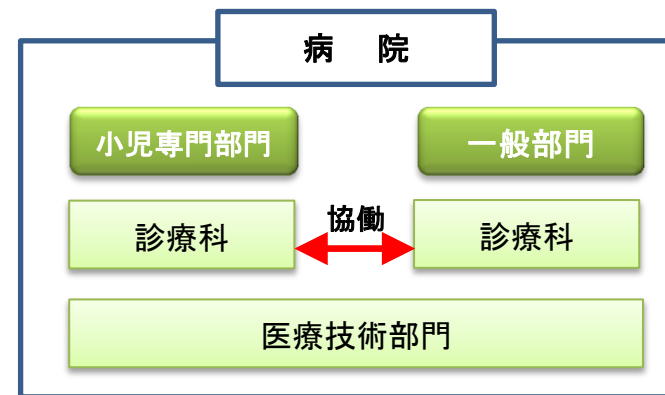 病　院
小児専門部門
一般部門
診療科
協働
診療科
医療技術部門